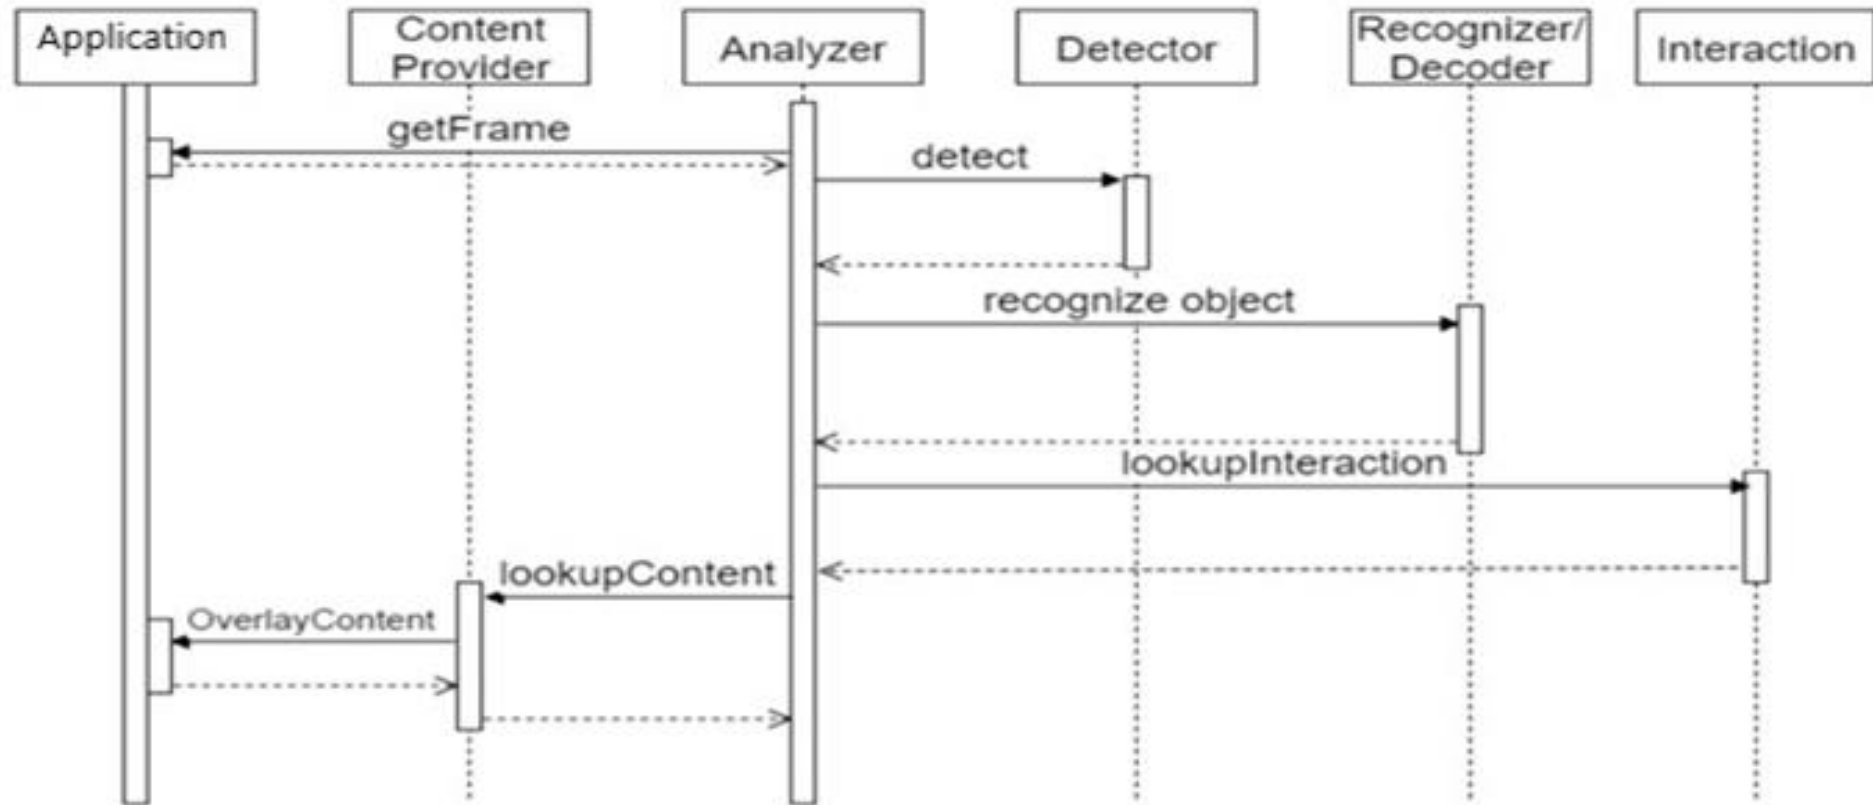 Application
Content
Provider
Analyzer
Detector
Recognizer/
Decoder
Interaction
getFrame
detect
recognize object
lookupInteraction
lookupContent
OverlayContent